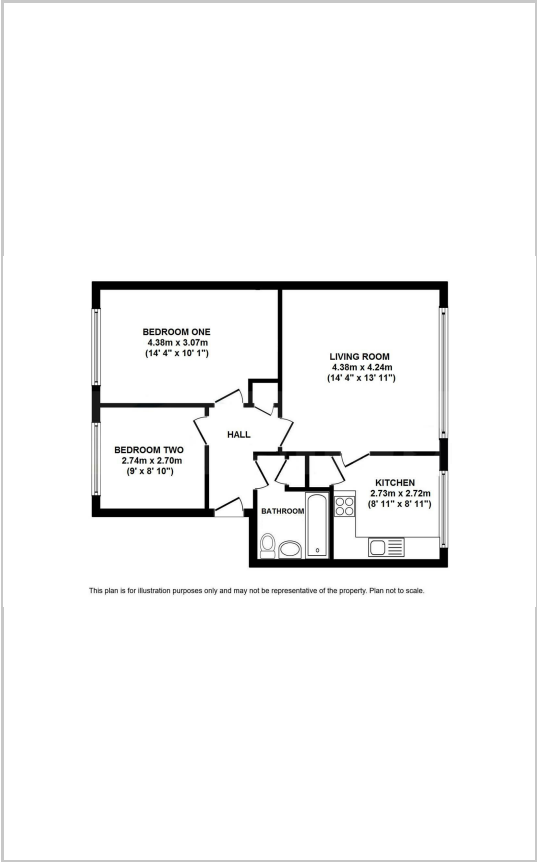 BEDROOM ONE
4.38m x 3.07m
(14' 4" x 10' 1")
LIVING ROOM
4.38m x 4.24m
(14' 4" x 13' 11")
HALL
BEDROOM TWO
2.74m x 2.70m
(9' x 8' 10")
KITCHEN
2.73m x 2.72m
(8' 11" x 8' 11")
BATHROOM
This plan is for illustration purposes only and may not be representative of the property. Plan not to scale.